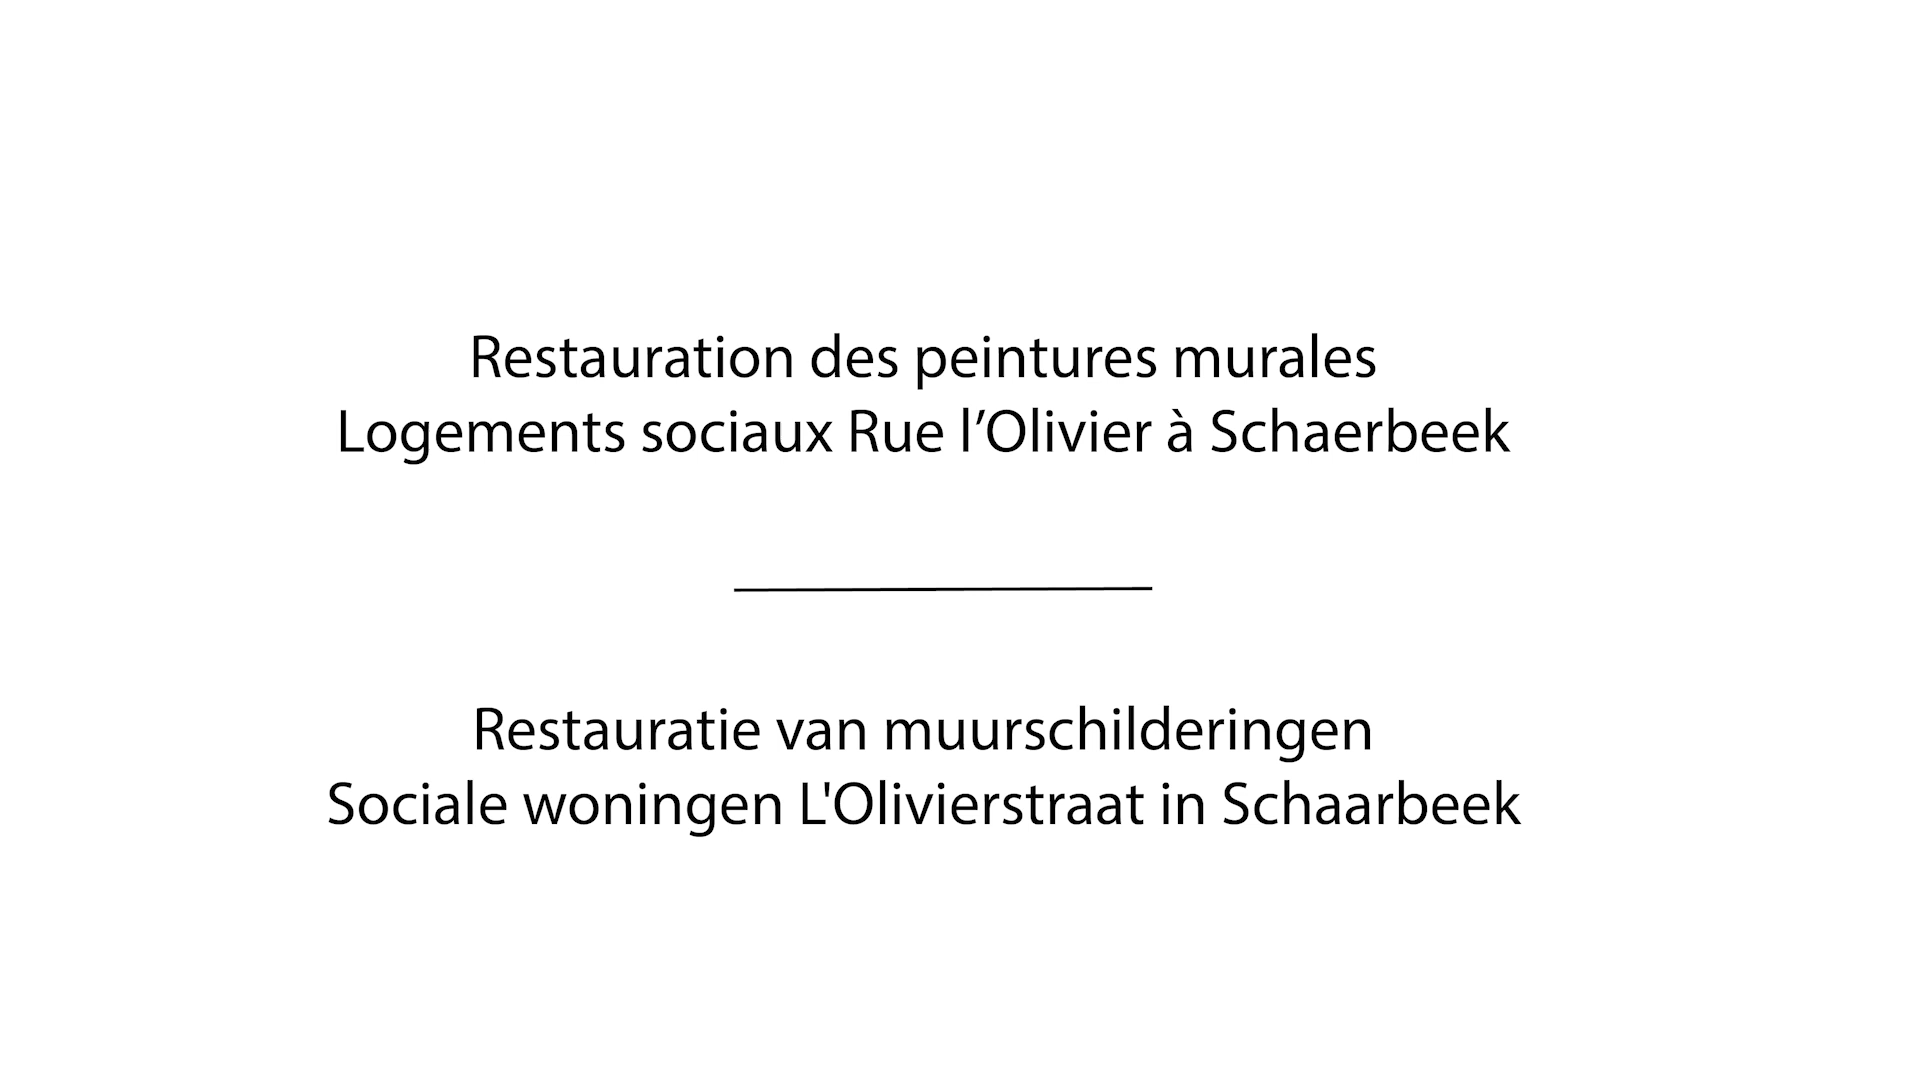 Restauration des peintures murales
Logements sociaux Rue l’Olivier à Schaerbeek
Restauratie van muurschilderingen
Sociale woningen L'Olivierstraat in Schaarbeek